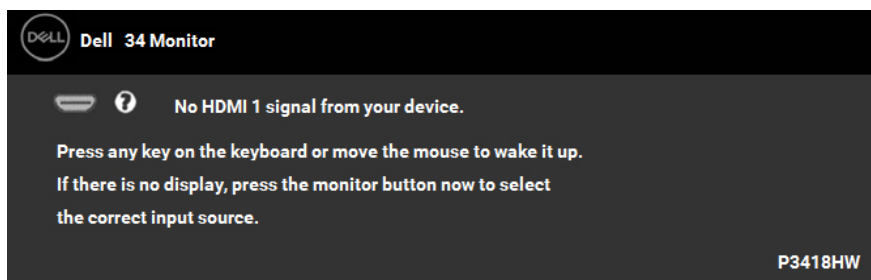 DELL Dell 34 Monitor
? No HDMI 1 signal from your device.
Press any key on the keyboard or move the mouse to wake it up.
If there is no display, press the monitor button now to select
the correct input source.
P3418HW